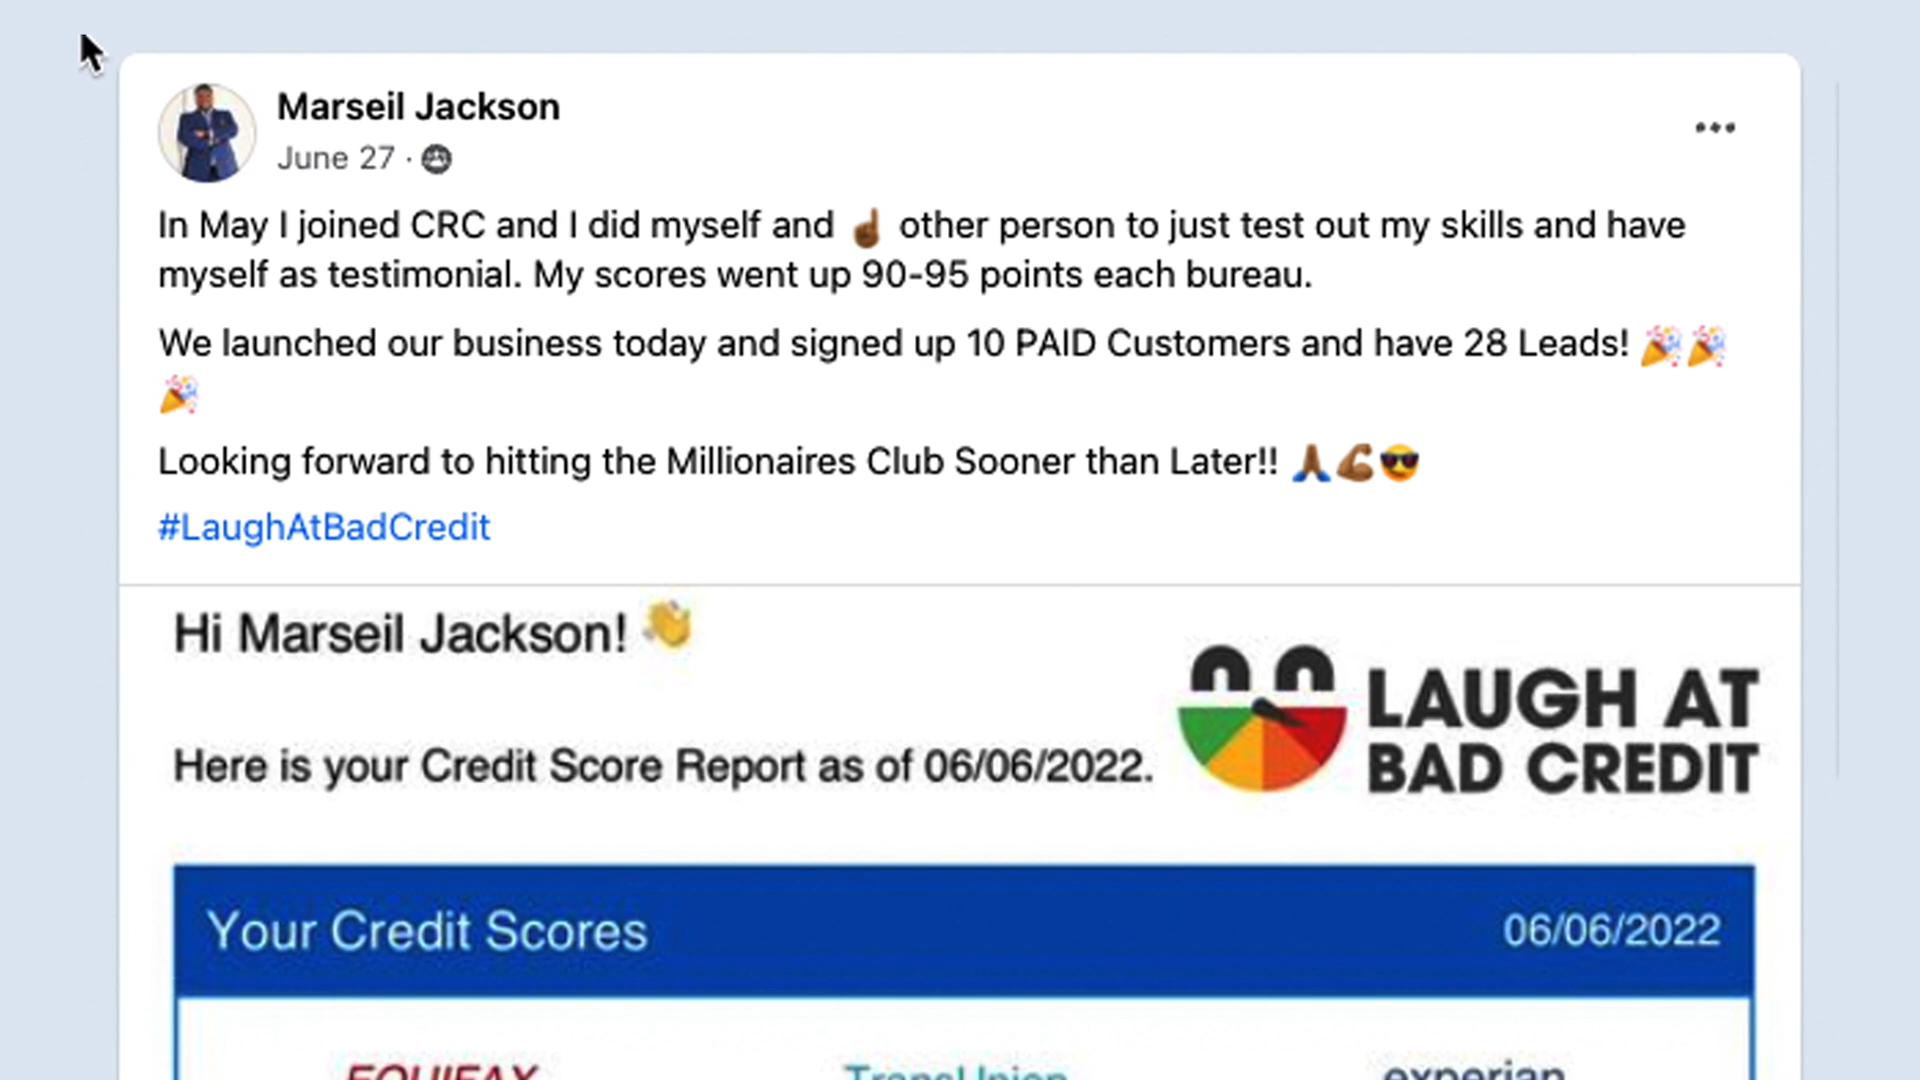 Marseil Jackson
June 27 ·
In May I joined CRC and I did myself and ☝🏾 other person to just test out my skills and have
myself as testimonial. My scores went up 90-95 points each bureau.
We launched our business today and signed up 10 PAID Customers and have 28 Leads! 🎉🎉
🎉
Looking forward to hitting the Millionaires Club Sooner than Later!! 🙏🏾💪🏾😎
#LaughAtBadCredit
Hi Marseil Jackson! 👋
LAUGH AT
BAD CREDIT
Here is your Credit Score Report as of 06/06/2022.
Your Credit Scores 06/06/2022
EQUIFAX TransUnion experian